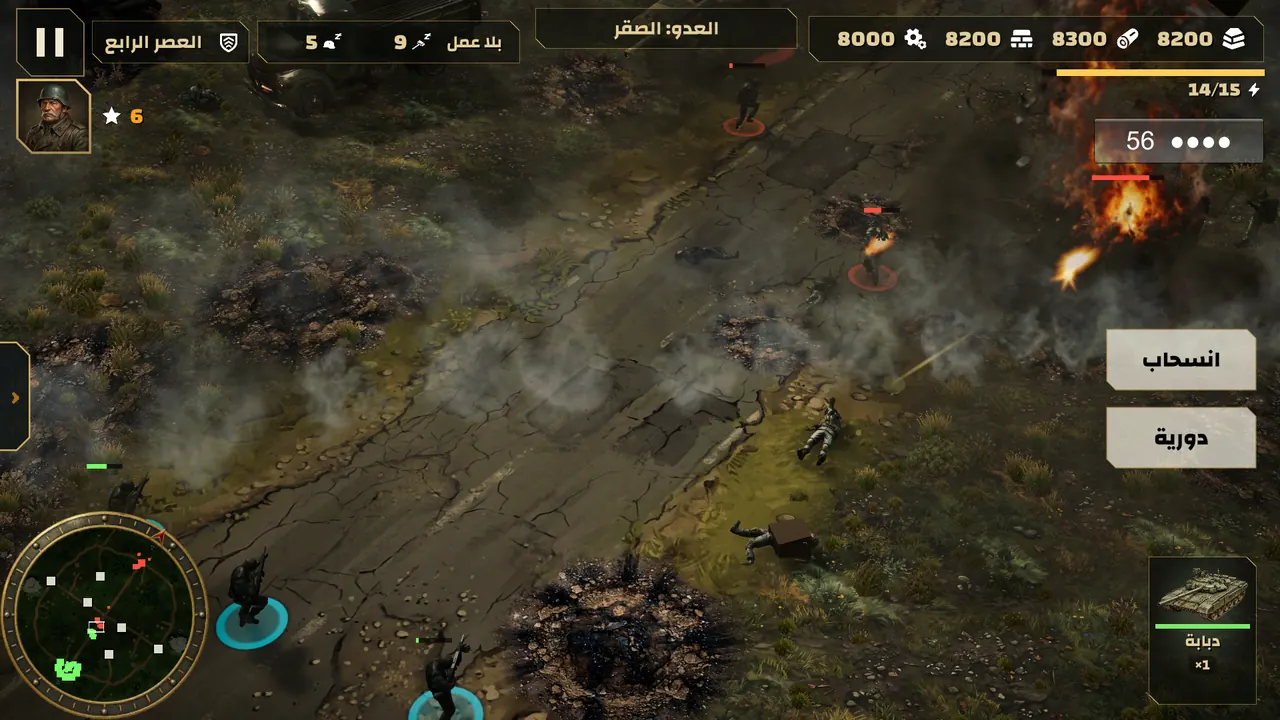 8200 8300 8200 8000
14/15
56
العدو: الصقر
بلا عمل 9 5
العصر الرابع
6
انسحاب
دورية
دبابة
×1